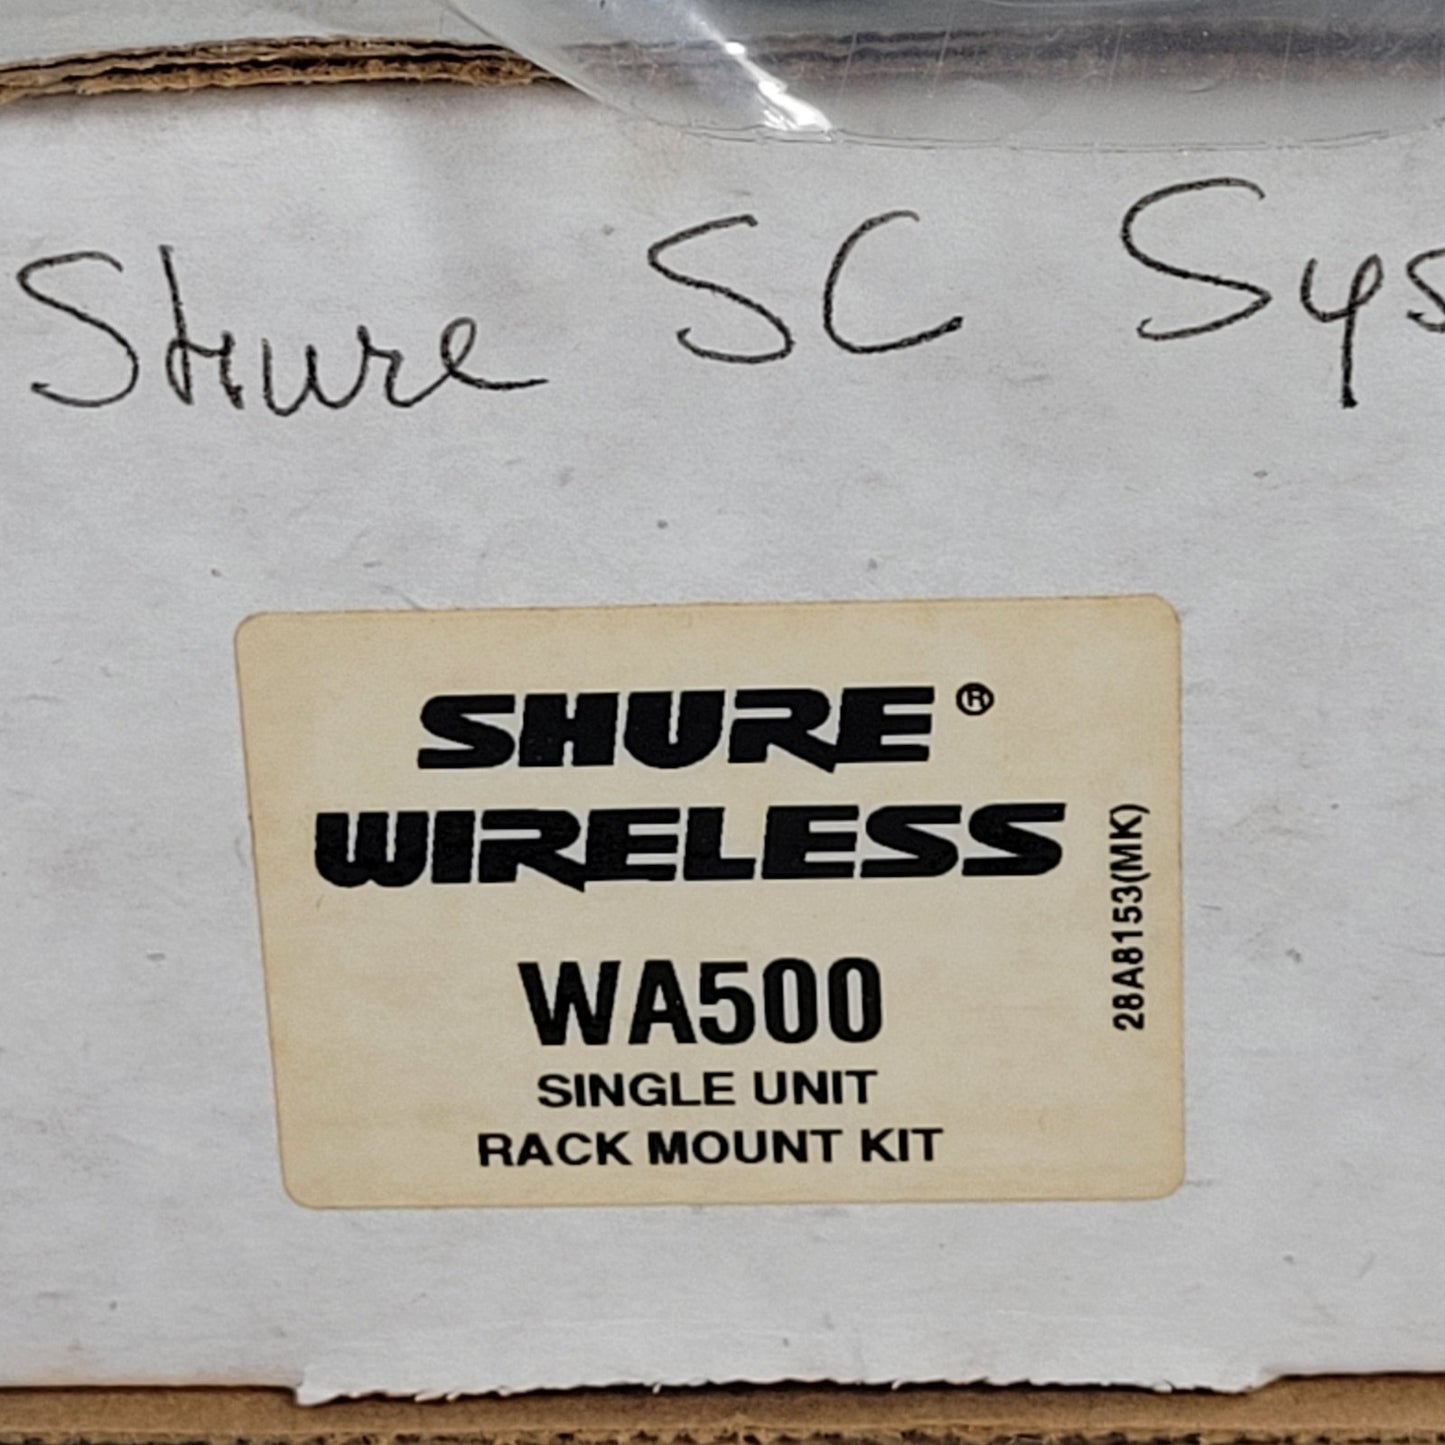 Shure SC Sys
SHURE®
WIRELESS
WA500
SINGLE UNIT
RACK MOUNT KIT
28A8153(MK)